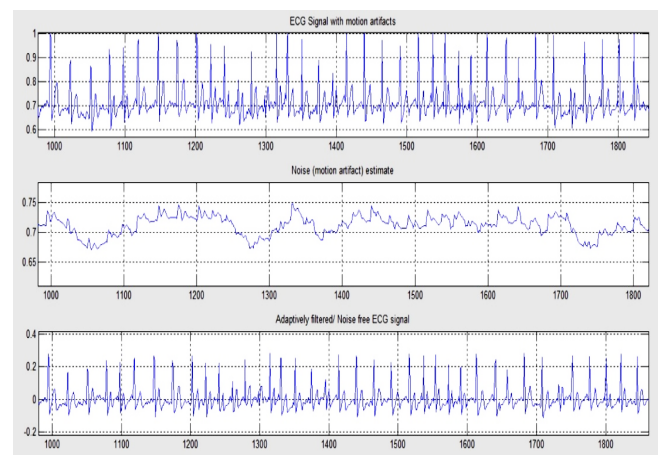 ECG Signal with motion artifacts
1
0.9
0.8
0.7
0.6
1000 1100 1200 1300 1400 1500 1600 1700 1800
Noise (motion artifact) estimate
0.75
0.7
0.65
1000 1100 1200 1300 1400 1500 1600 1700 1800
Adaptively filtered/ Noise free ECG signal
0.4
0.2
0
-0.2
1000 1100 1200 1300 1400 1500 1600 1700 1800